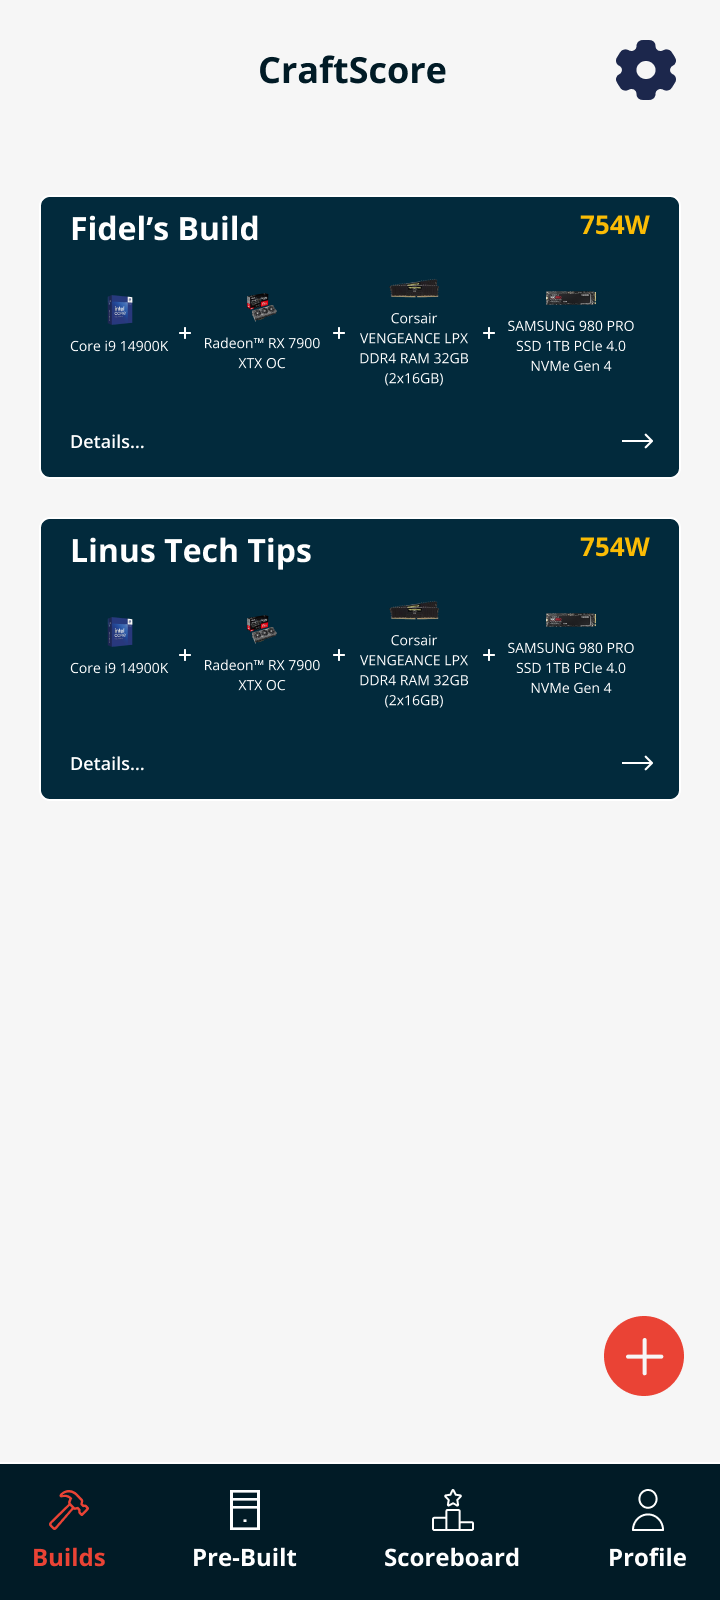 CraftScore
Fidel’s Build
754W
Core i9 14900K
+
Radeon™ RX 7900
XTX OC
+
Corsair
VENGEANCE LPX
DDR4 RAM 32GB
(2x16GB)
+
SAMSUNG 980 PRO
SSD 1TB PCIe 4.0
NVMe Gen 4
Details...
Linus Tech Tips
754W
Core i9 14900K
+
Radeon™ RX 7900
XTX OC
+
Corsair
VENGEANCE LPX
DDR4 RAM 32GB
(2x16GB)
+
SAMSUNG 980 PRO
SSD 1TB PCIe 4.0
NVMe Gen 4
Details...
Builds
Pre-Built
Scoreboard
Profile